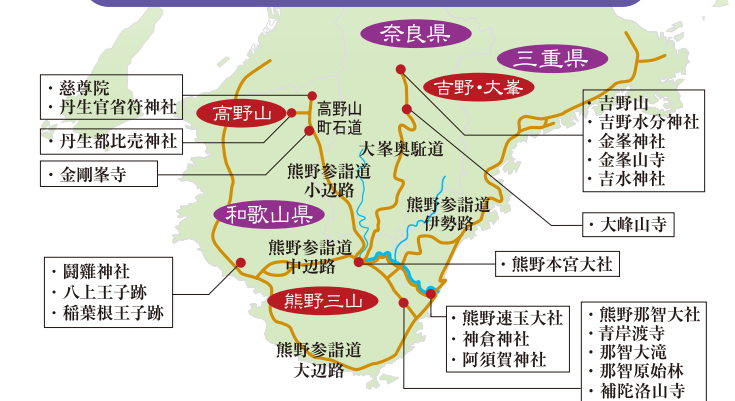 奈良県
三重県
吉野・大峯
・慈尊院
・丹生官省符神社
高野山
高野山
町石道
・吉野山
・吉野水分神社
・金峯神社
・金峯山寺
・吉水神社
・丹生都比売神社
大峯奥駈道
・金剛峯寺
熊野参詣道
小辺路
和歌山県
熊野参詣道
伊勢路
・大峰山寺
熊野参詣道
中辺路
・熊野本宮大社
・闘雞神社
・八上王子跡
・稲葉根王子跡
熊野三山
・熊野速玉大社
・神倉神社
・阿須賀神社
・熊野那智大社
・青岸渡寺
・那智大滝
・那智原始林
・補陀洛山寺
熊野参詣道
大辺路